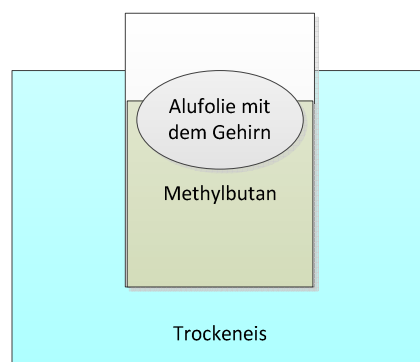 Alufolie mit
dem Gehirn
Methylbutan
Trockeneis